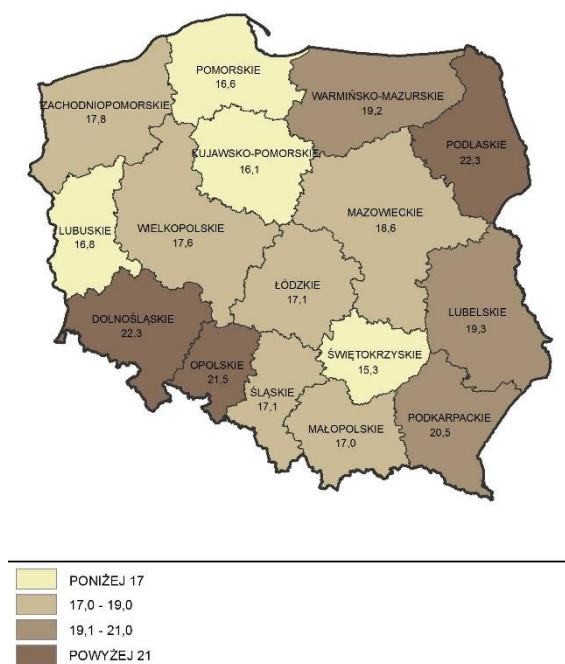 POMORSKIE
16,6
ZACHODNIOPOMORSKIE
17,8
WARMIŃSKO-MAZURSKIE
19,2
PODLASKIE
22,3
KUJAWSKO-POMORSKIE
16,1
MAZOWIECKIE
18,6
LUBUSKIE
16,8
WIELKOPOLSKIE
17,6
ŁÓDZKIE
17,1
LUBELSKIE
19,3
DOLNOŚLĄSKIE
22,3
OPOLSKIE
21,5
ŚWIĘTOKRZYSKIE
15,3
ŚLĄSKIE
17,1
MAŁOPOLSKIE
17,0
PODKARPACKIE
20,5
PONIŻEJ 17
17,0 - 19,0
19,1 - 21,0
POWYŻEJ 21